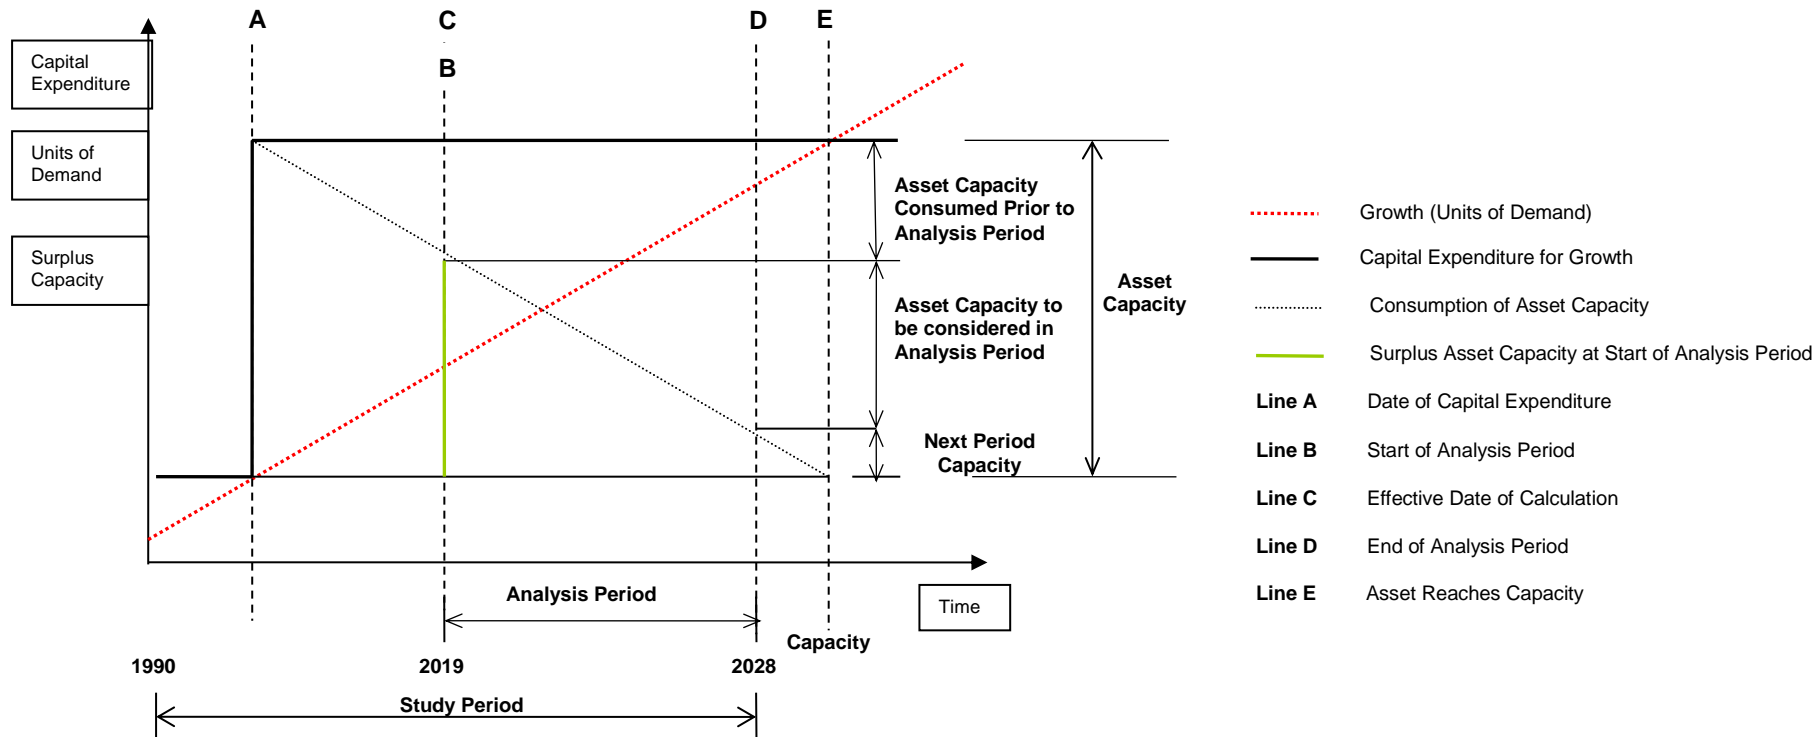 A
C
D
E
B
Capital
Expenditure
Units of
Demand
Surplus
Capacity
Asset Capacity
Consumed Prior to
Analysis Period
Asset Capacity to
be considered in
Analysis Period
Next Period
Capacity
Asset
Capacity
Growth (Units of Demand)
Capital Expenditure for Growth
Consumption of Asset Capacity
Surplus Asset Capacity at Start of Analysis Period
Line A Date of Capital Expenditure
Line B Start of Analysis Period
Line C Effective Date of Calculation
Line D End of Analysis Period
Line E Asset Reaches Capacity
Analysis Period
Time
Capacity
1990
2019
2028
Study Period